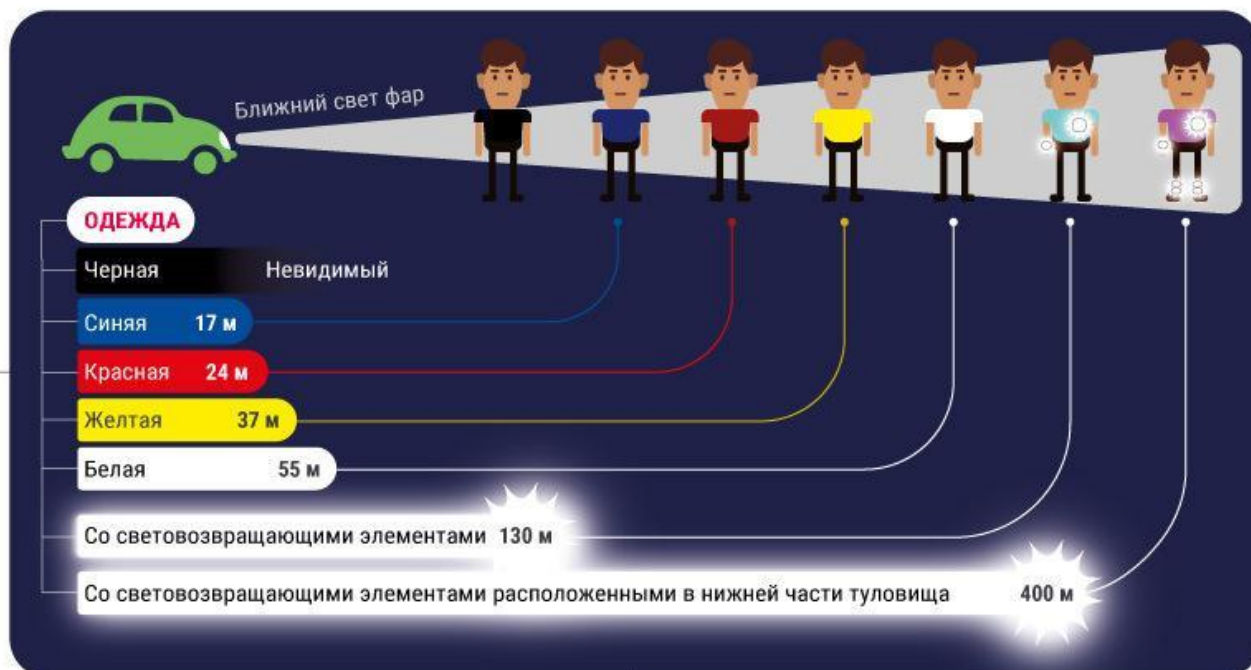 Ближний свет фар
ОДЕЖДА
Черная Невидимый
Синяя 17 м
Красная 24 м
Желтая 37 м
Белая 55 м
Со световозвращающими элементами 130 м
Со световозвращающими элементами расположенными в нижней части туловища 400 м